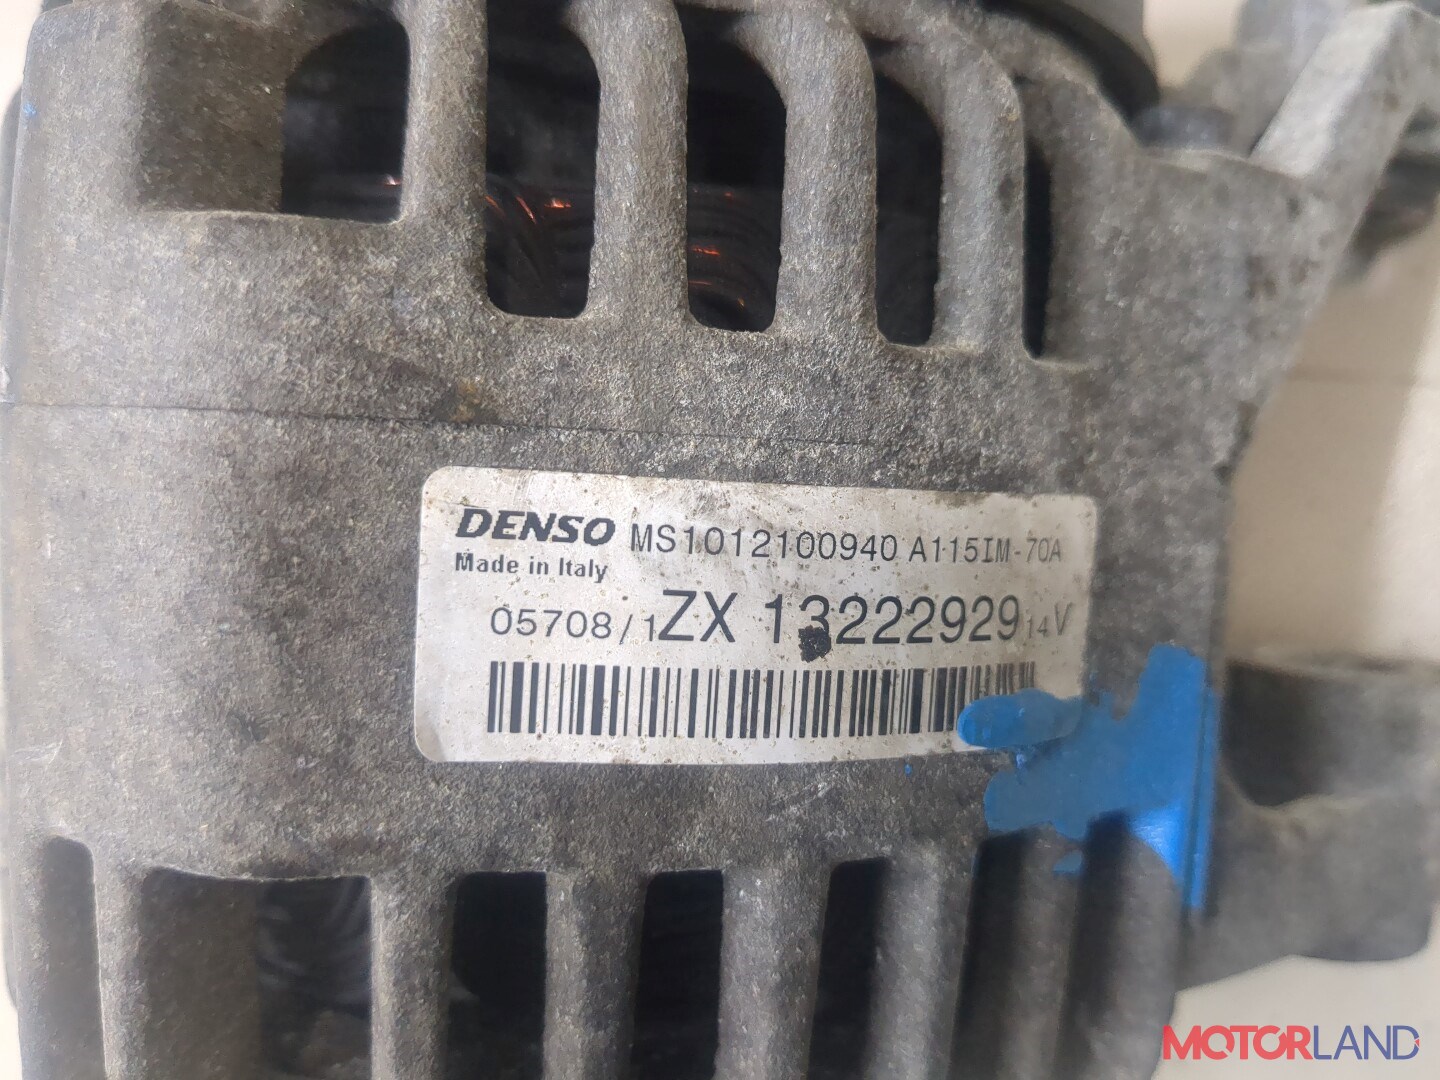 DENSO MS1012100940 A115IM-70A
Made in Italy
05708/1ZX 13222929 14V
MOTORLAND